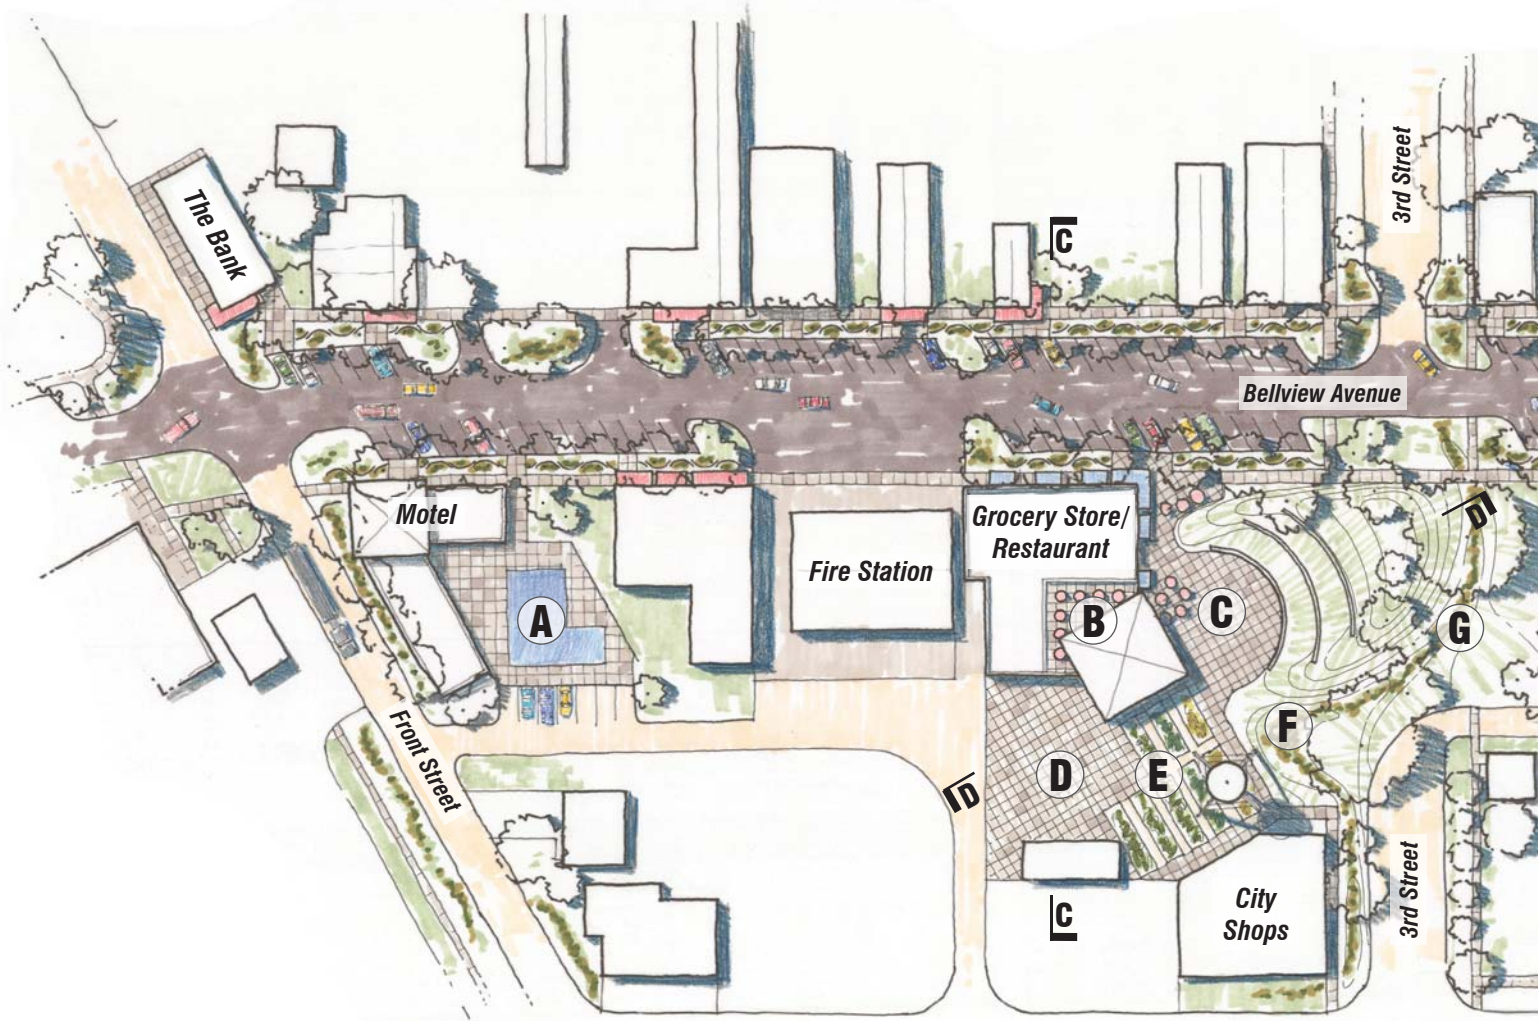 3rd Street
The Bank
C
Bellview Avenue
Motel
Grocery Store/
Restaurant
D
Fire Station
A
B
C
G
F
Front Street
D
E
D
3rd Street
City
Shops
C